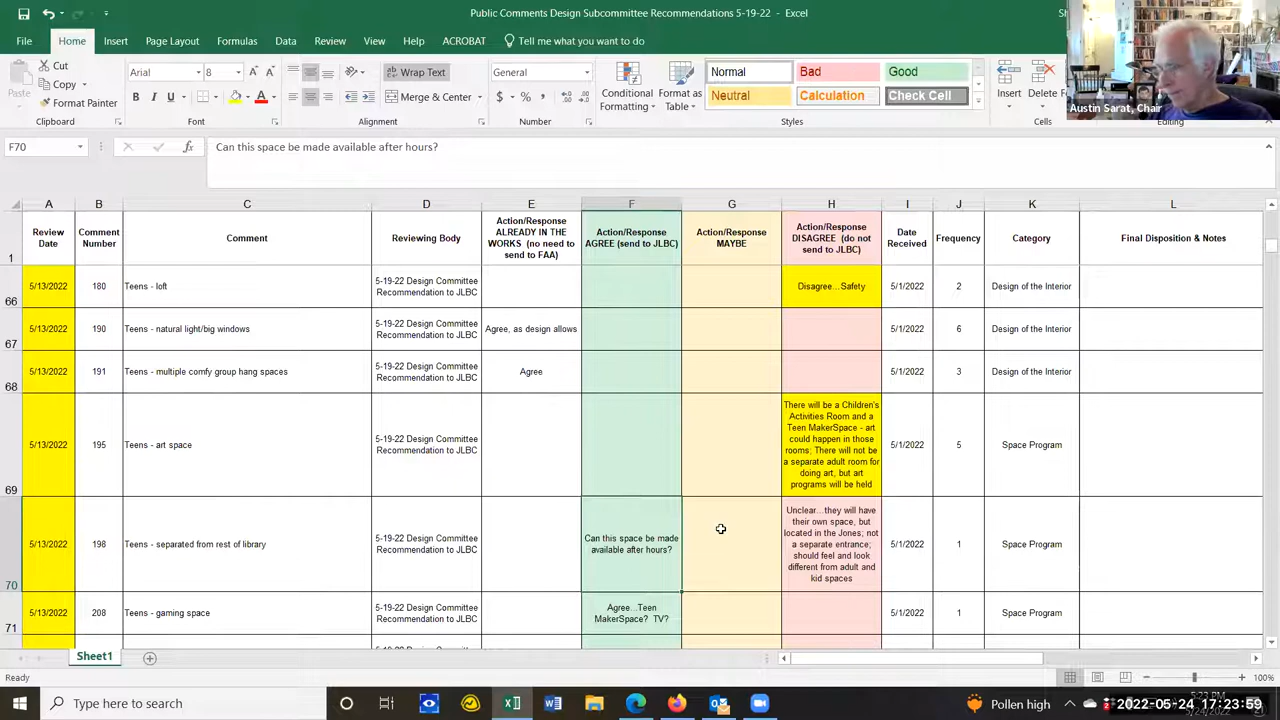 Public Comments Design Subcommittee Recommendations 5-19-22 - Excel
File Home Insert Page Layout Formulas Data Review View Help ACROBAT Tell me what you want to do
Austin Sarat, Chair
Paste
Cut
Copy
Format Painter
Clipboard
Arial 8
Font
Wrap Text
Merge & Center
Alignment
General
Number
Conditional Formatting
Format as Table
Normal Bad Good
Neutral Calculation Check Cell
Styles
Insert Delete
Cells
Editing
F70
Can this space be made available after hours?
A B C D E F G H I J K L
1
Review
Date
Comment
Number
Comment
Reviewing Body
Action/Response
ALREADY IN THE
WORKS (no need to
send to FAA)
Action/Response
AGREE (send to JLBC)
Action/Response
MAYBE
Action/Response
DISAGREE (do not
send to JLBC)
Date
Received
Frequency
Category
Final Disposition & Notes
66
5/13/2022
180
Teens - loft
5-19-22 Design Committee
Recommendation to JLBC
Disagree...Safety
5/1/2022
2
Design of the Interior
67
5/13/2022
190
Teens - natural light/big windows
5-19-22 Design Committee
Recommendation to JLBC
Agree, as design allows
5/1/2022
6
Design of the Interior
68
5/13/2022
191
Teens - multiple comfy group hang spaces
5-19-22 Design Committee
Recommendation to JLBC
Agree
5/1/2022
3
Design of the Interior
69
5/13/2022
195
Teens - art space
5-19-22 Design Committee
Recommendation to JLBC
There will be a Children's
Activities Room and a
Teen MakerSpace - art
could happen in those
rooms; There will not be
a separate adult room for
doing art, but art
programs will be held
5/1/2022
5
Space Program
70
5/13/2022
198
Teens - separated from rest of library
5-19-22 Design Committee
Recommendation to JLBC
Can this space be made
available after hours?
Unclear...they will have
their own space, but
located in the Jones; not
a separate entrance;
should feel and look
different from adult and
kid spaces
5/1/2022
1
Space Program
71
5/13/2022
208
Teens - gaming space
5-19-22 Design Committee
Recommendation to JLBC
Agree...Teen
MakerSpace? TV?
5/1/2022
1
Space Program
Sheet1
Ready
100%
Type here to search
Pollen high
5:23 PM
2022-05-24 17:23:59